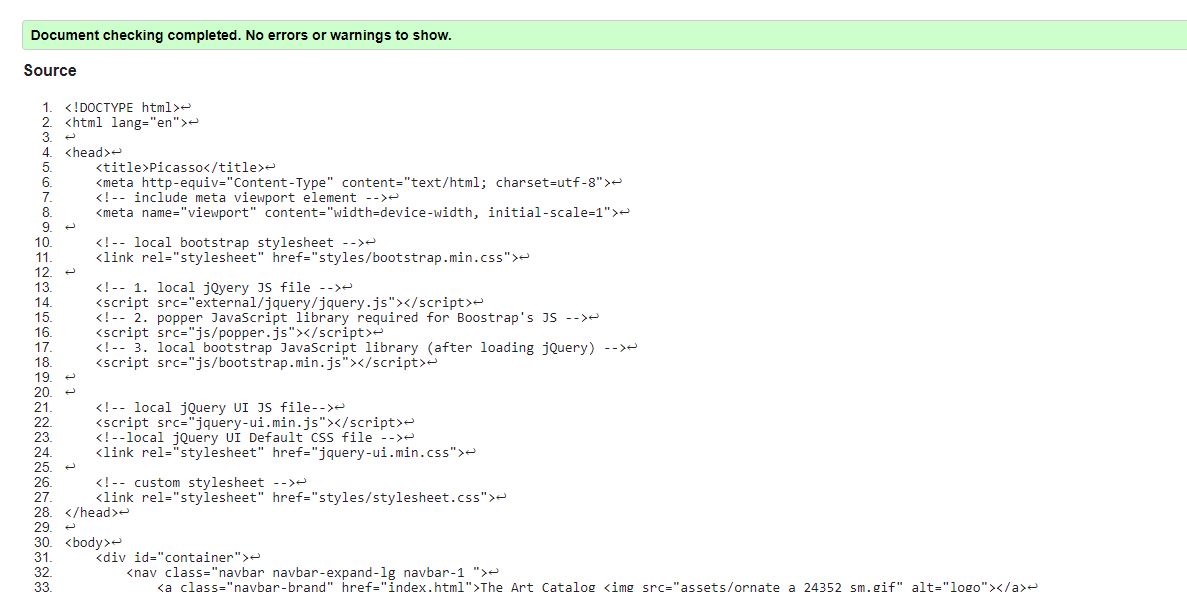 Document checking completed. No errors or warnings to show.
Source
1. <!DOCTYPE html>↩
2. <html lang="en">↩
3. ↩
4. <head>↩
5. <title>Picasso</title>↩
6. <meta http-equiv="Content-Type" content="text/html; charset=utf-8">↩
7. <!-- include meta viewport element -->↩
8. <meta name="viewport" content="width=device-width, initial-scale=1">↩
9. ↩
10. <!-- local bootstrap stylesheet -->↩
11. <link rel="stylesheet" href="styles/bootstrap.min.css">↩
12. ↩
13. <!-- 1. local jQyery JS file -->↩
14. <script src="external/jquery/jquery.js"></script>↩
15. <!-- 2. popper JavaScript library required for Boostrap's JS -->↩
16. <script src="js/popper.js"></script>↩
17. <!-- 3. local bootstrap JavaScript library (after loading jQuery) -->↩
18. <script src="js/bootstrap.min.js"></script>↩
19. ↩
20. ↩
21. <!-- local jQuery UI JS file-->↩
22. <script src="jquery-ui.min.js"></script>↩
23. <!--local jQuery UI Default CSS file -->↩
24. <link rel="stylesheet" href="jquery-ui.min.css">↩
25. ↩
26. <!-- custom stylesheet -->↩
27. <link rel="stylesheet" href="styles/stylesheet.css">↩
28. </head>↩
29. ↩
30. <body>↩
31. <div id="container">↩
32. <nav class="navbar navbar-expand-lg navbar-1 ">↩
33. <a class="navbar-brand" href="index.html">The Art Catalog <img src="assets/ornate_a_24352_sm.gif" alt="logo"></a>↩